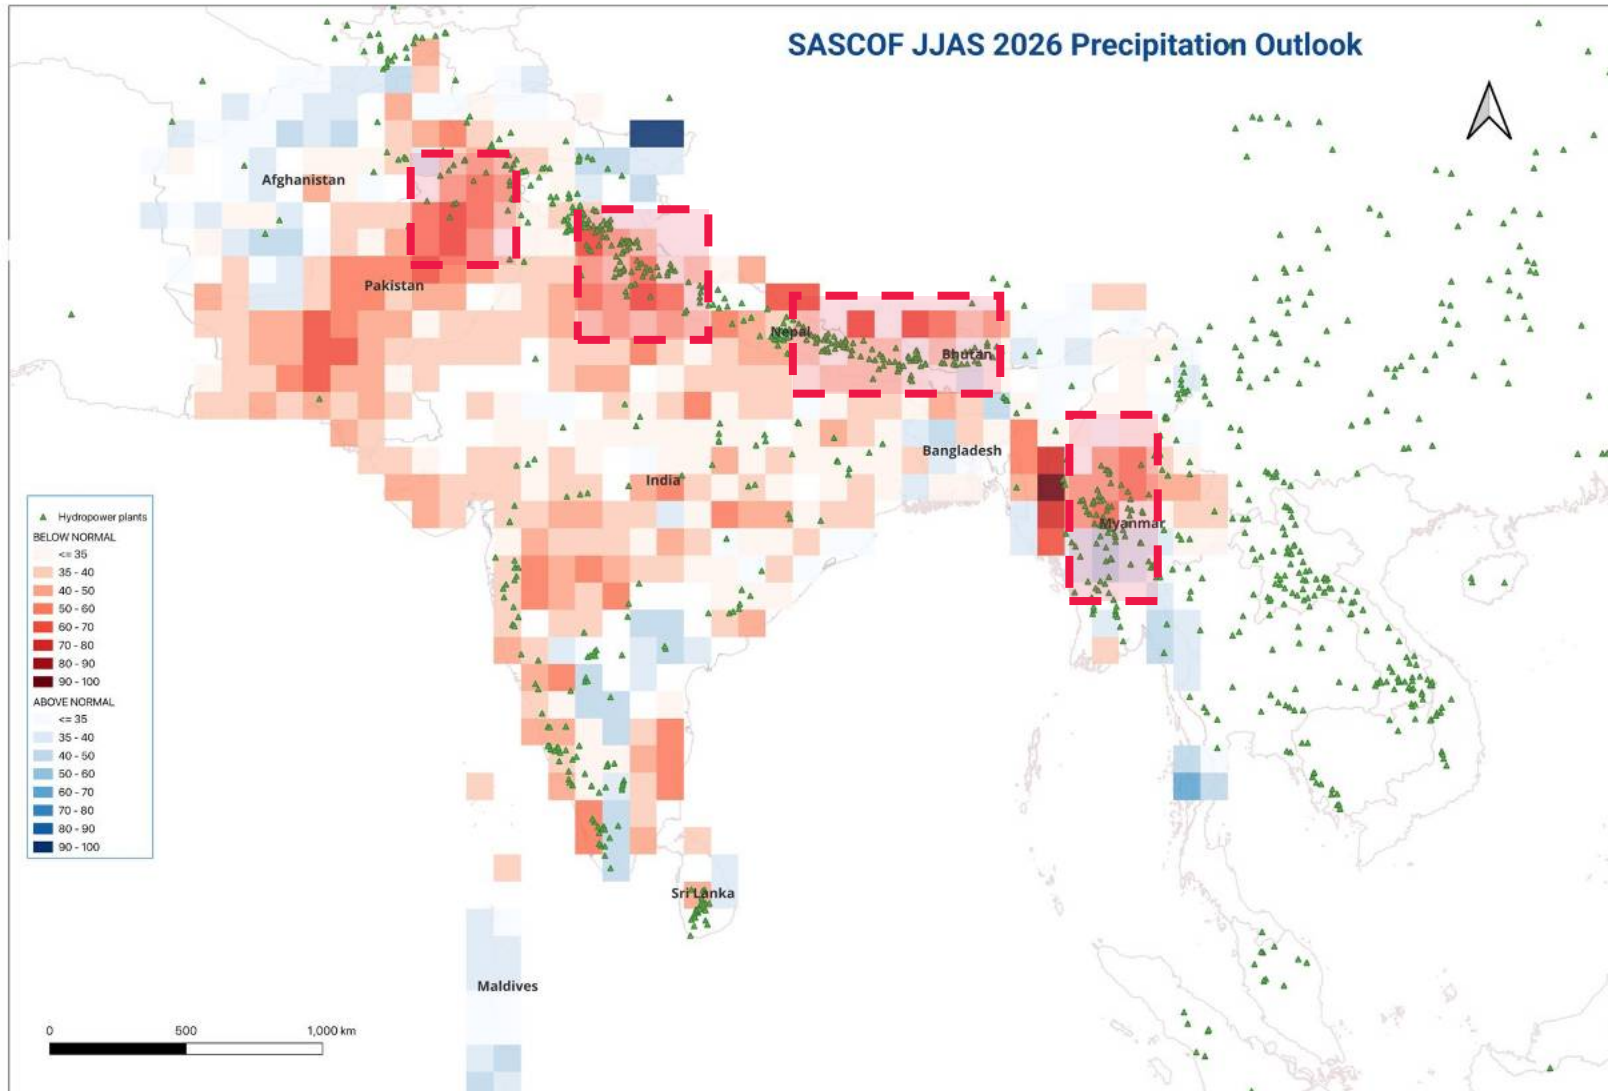 SASCOF JJAS 2026 Precipitation Outlook
Afghanistan
Pakistan
Nepal
Bhutan
Bangladesh
India
Myanmar
Hydropower plants
BELOW NORMAL
<= 35
35 - 40
40 - 50
50 - 60
60 - 70
70 - 80
80 - 90
90 - 100
ABOVE NORMAL
<= 35
35 - 40
40 - 50
50 - 60
60 - 70
70 - 80
80 - 90
90 - 100
Sri Lanka
Maldives
0 500 1,000 km